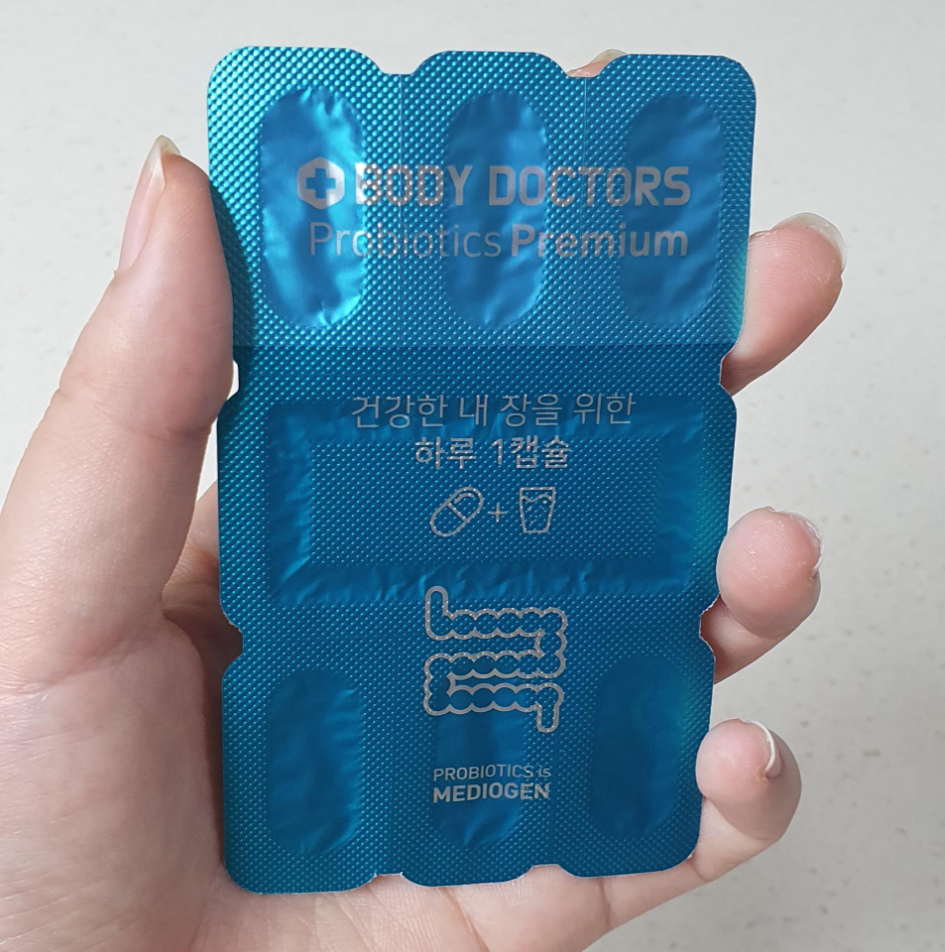 BODY DOCTORS
Probiotics Premium
건강한 내 장을 위한
하루 1캡슐
+
PROBIOTICS is
MEDIOGEN